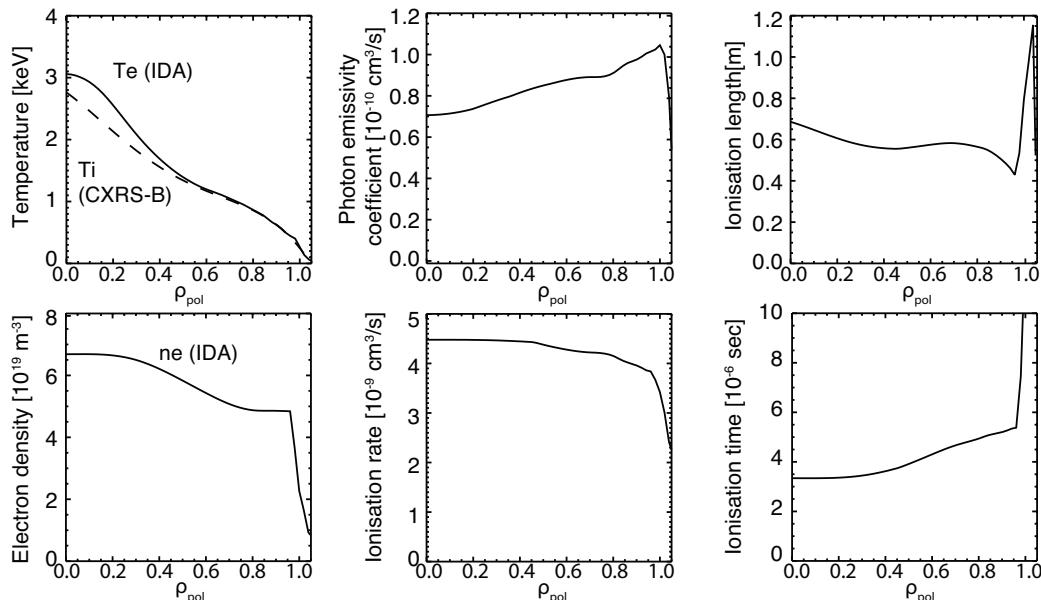 Temperature [keV]
4
3
2
1
0
Te (IDA)
Ti
(CXRS-B)
0.0 0.2 0.4 0.6 0.8 1.0
ρpol
Photon emissivity
coefficient [10-10 cm3/s]
1.2
1.0
0.8
0.6
0.4
0.2
0.0
0.0 0.2 0.4 0.6 0.8 1.0
ρpol
Ionisation length[m]
1.2
1.0
0.8
0.6
0.4
0.2
0.0
0.0 0.2 0.4 0.6 0.8 1.0
ρpol
Electron density [1019 m-3]
8
6
4
2
0
ne (IDA)
0.0 0.2 0.4 0.6 0.8 1.0
ρpol
Ionisation rate [10-9 cm3/s]
5
4
3
2
1
0
0.0 0.2 0.4 0.6 0.8 1.0
ρpol
Ionisation time [10-6 sec]
10
8
6
4
2
0
0.0 0.2 0.4 0.6 0.8 1.0
ρpol